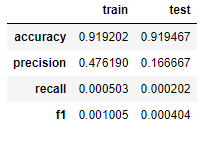 train test
accuracy 0.919202 0.919467
precision 0.476190 0.166667
recall 0.000503 0.000202
f1 0.001005 0.000404